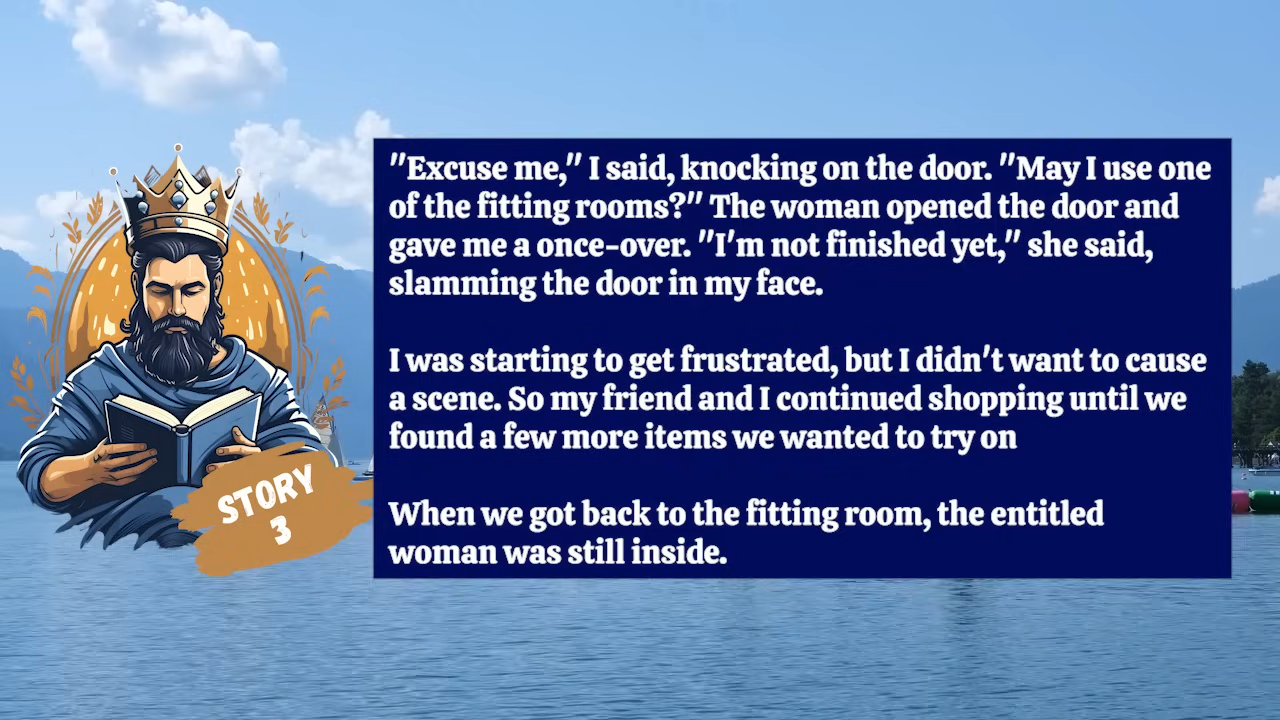 "Excuse me," I said, knocking on the door. "May I use one
of the fitting rooms?" The woman opened the door and
gave me a once-over. "I'm not finished yet," she said,
slamming the door in my face.
I was starting to get frustrated, but I didn't want to cause
a scene. So my friend and I continued shopping until we
found a few more items we wanted to try on
When we got back to the fitting room, the entitled
woman was still inside.
STORY
3